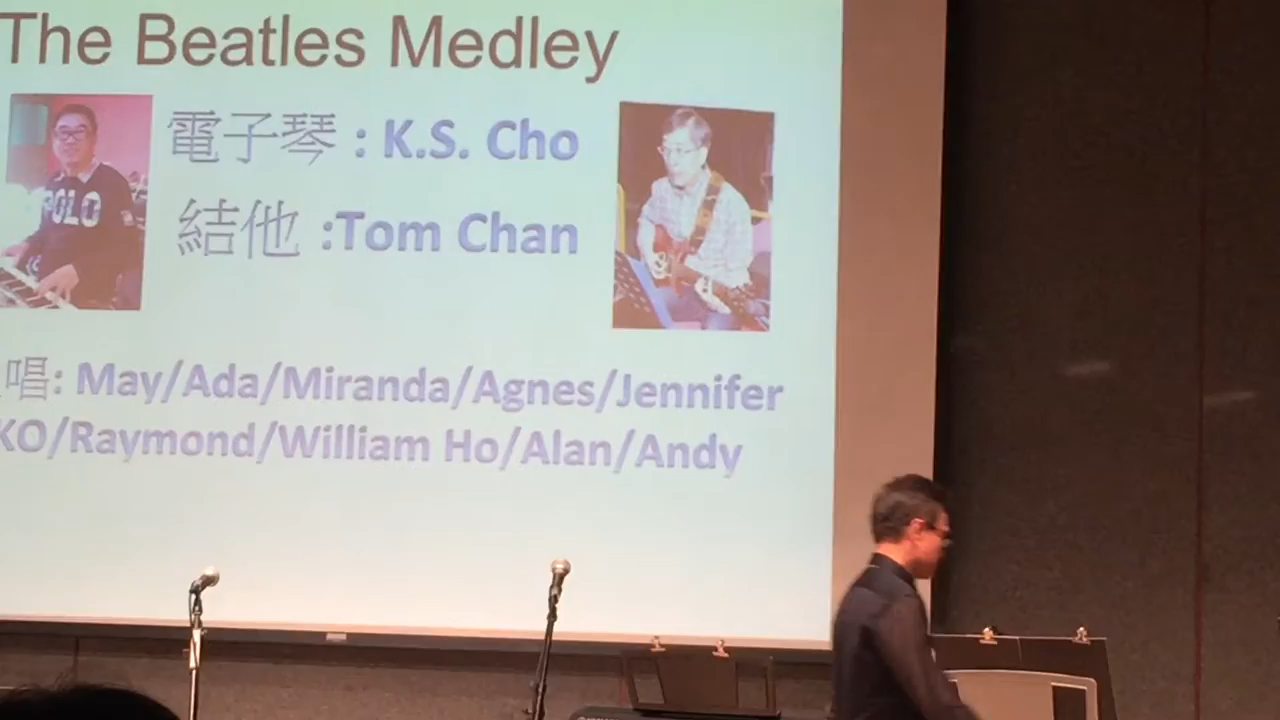 The Beatles Medley
電子琴 : K.S. Cho
結他 :Tom Chan
POLO
唱: May/Ada/Miranda/Agnes/Jennifer
KO/Raymond/William Ho/Alan/Andy